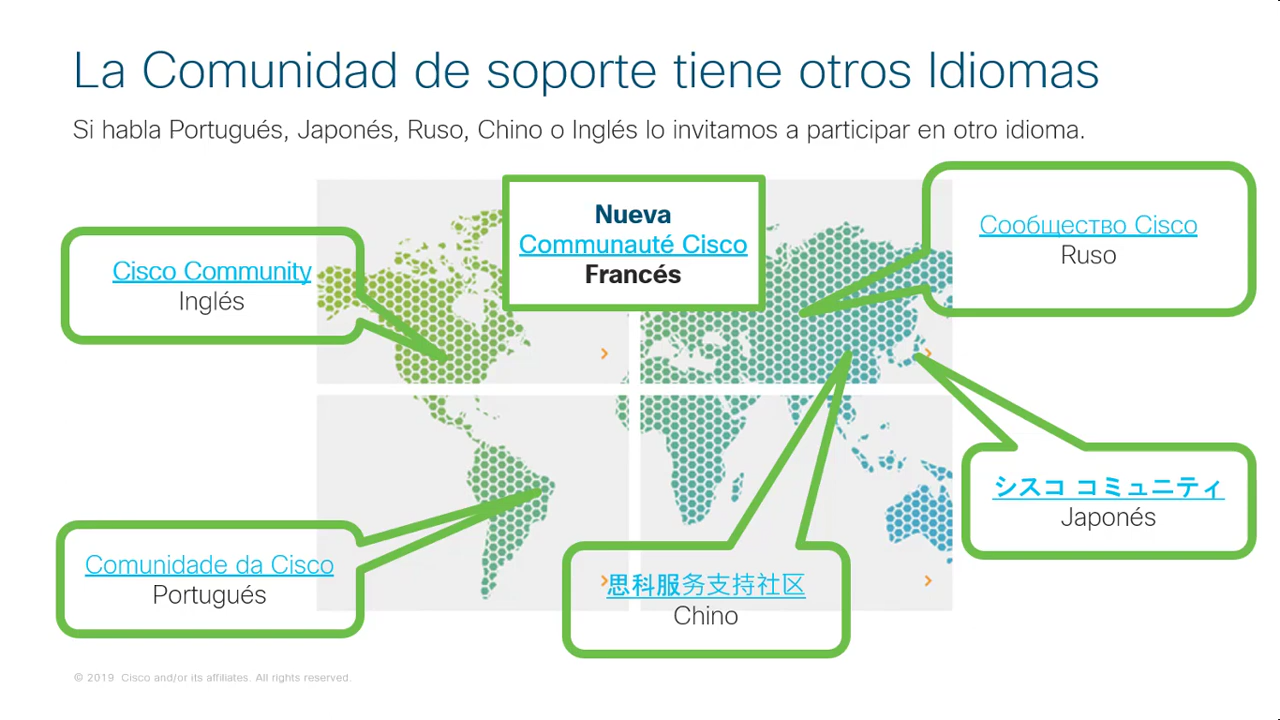 La Comunidad de soporte tiene otros Idiomas
Si habla Portugués, Japonés, Ruso, Chino o Inglés lo invitamos a participar en otro idioma.
Nueva
Communauté Cisco
Francés
Сообщество Cisco
Ruso
Cisco Community
Inglés
シスコ コミュニティ
Japonés
Comunidade da Cisco
Portugués
思科服务支持社区
Chino
© 2019 Cisco and/or its affiliates. All rights reserved.